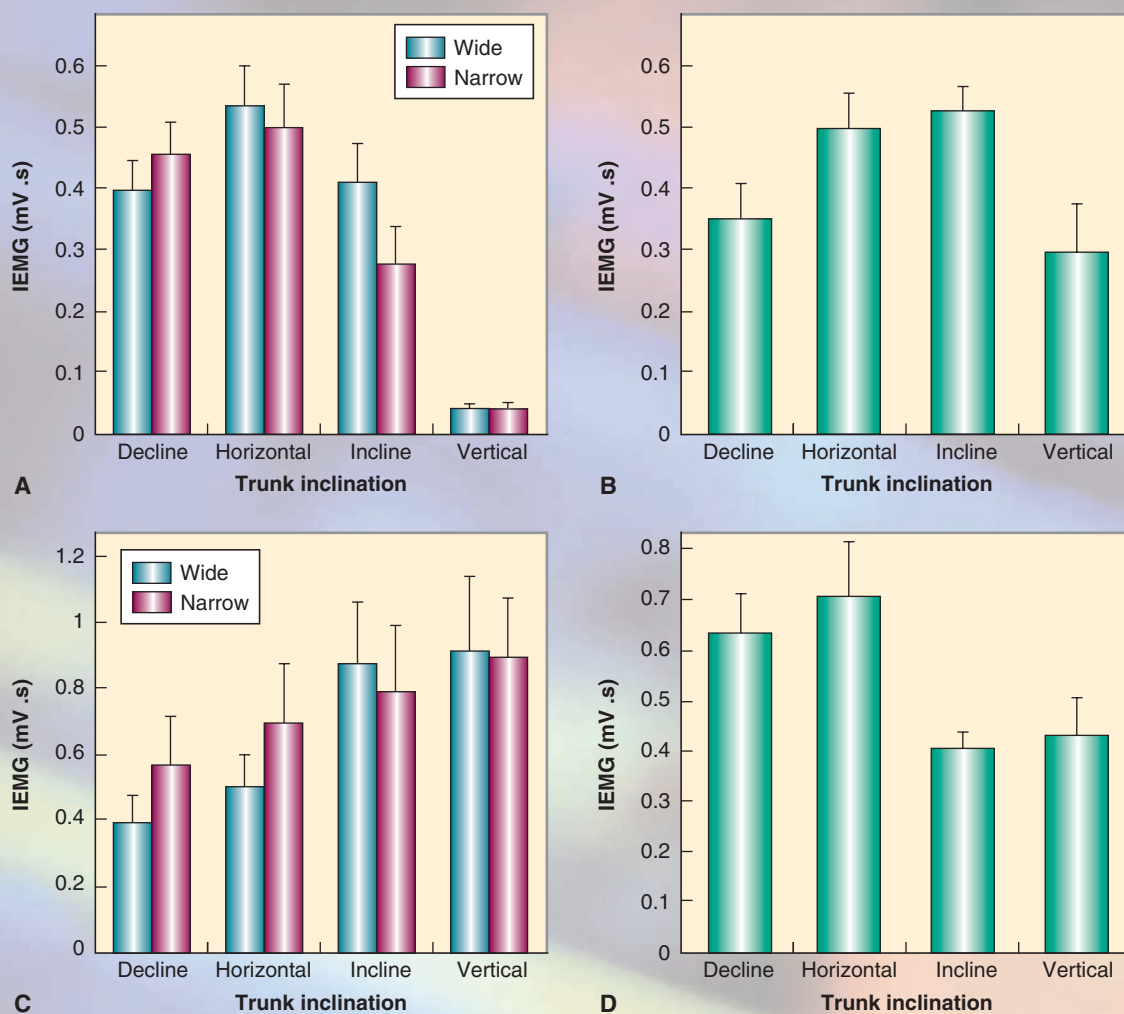 Wide
Narrow
0.6
0.5
0.4
0.3
0.2
0.1
0
IEMG (mV .s)
Decline Horizontal Incline Vertical
A Trunk inclination
0.6
0.5
0.4
0.3
0.2
0.1
0
IEMG (mV .s)
Decline Horizontal Incline Vertical
B Trunk inclination
Wide
Narrow
1.2
1
0.8
0.6
0.4
0.2
0
IEMG (mV .s)
Decline Horizontal Incline Vertical
C Trunk inclination
0.8
0.7
0.6
0.5
0.4
0.3
0.2
0.1
0
IEMG (mV .s)
Decline Horizontal Incline Vertical
D Trunk inclination